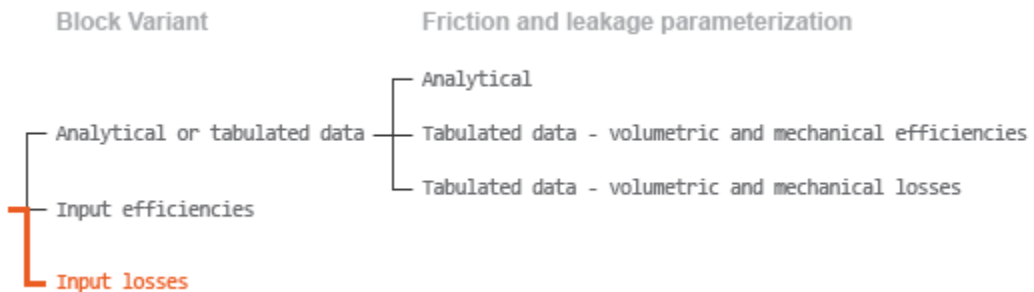 Block Variant
Friction and leakage parameterization
Analytical
Analytical or tabulated data
Tabulated data - volumetric and mechanical efficiencies
Tabulated data - volumetric and mechanical losses
Input efficiencies
Input losses